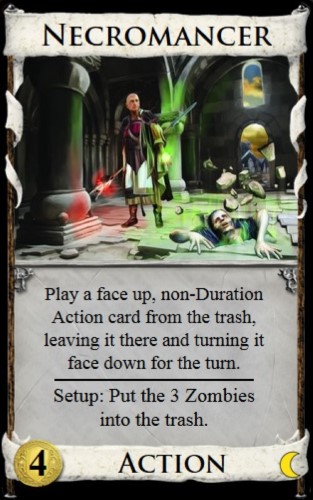 NECROMANCER
Play a face up, non-Duration
Action card from the trash,
leaving it there and turning it
face down for the turn.
Setup: Put the 3 Zombies
into the trash.
4
ACTION